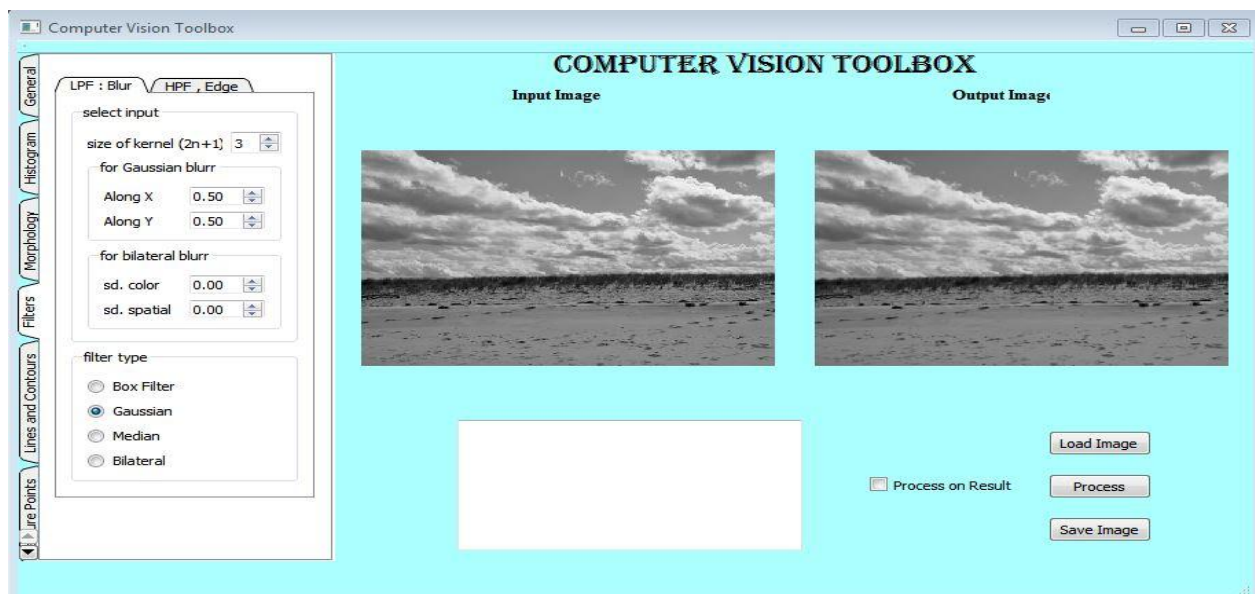 Computer Vision Toolbox
COMPUTER VISION TOOLBOX
Input Image
Output Image
General
Histogram
Morphology
Filters
Lines and Contours
ure Points
LPF : Blur
HPF , Edge
select input
size of kernel (2n+1) 3
for Gaussian blurr
Along X 0.50
Along Y 0.50
for bilateral blurr
sd. color 0.00
sd. spatial 0.00
filter type
Box Filter
Gaussian
Median
Bilateral
Load Image
Process on Result
Process
Save Image